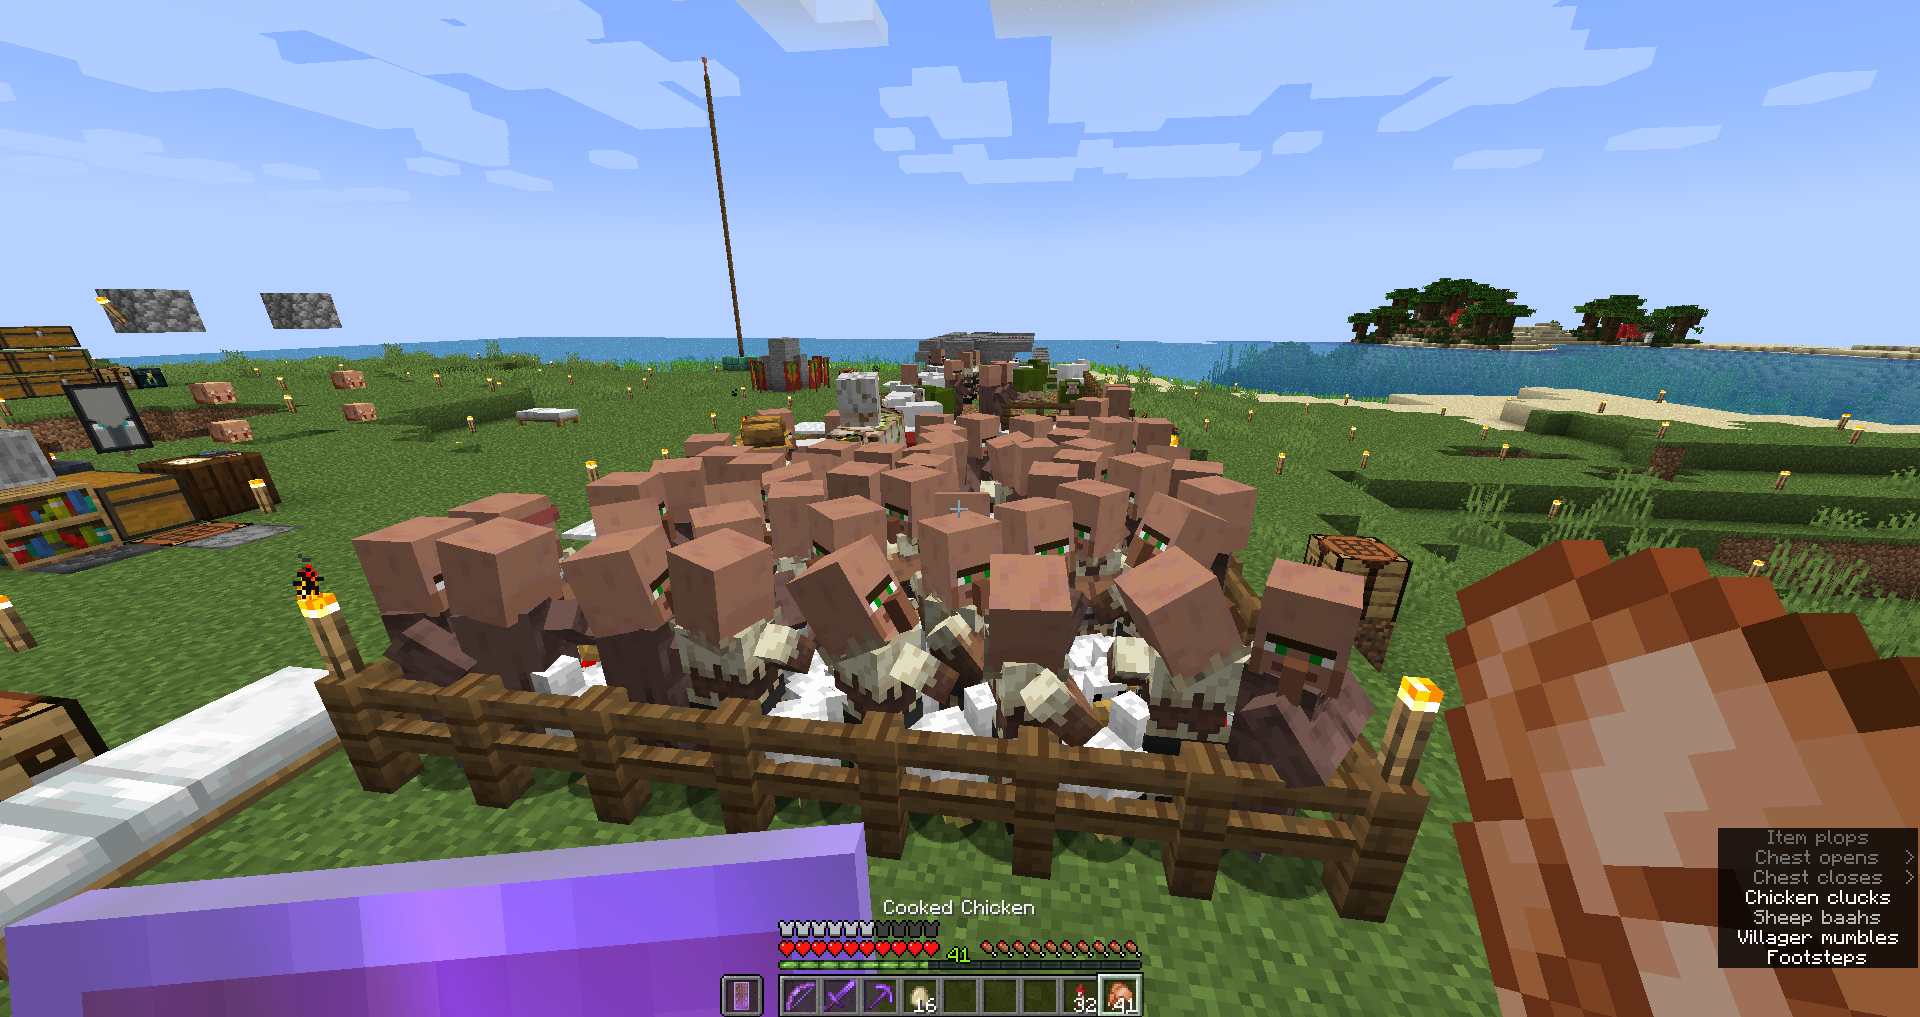 Item plops
Chest opens >
Chest closes >
Chicken clucks
Sheep baahs
Villager mumbles
Footsteps
Cooked Chicken
41
16
32
41